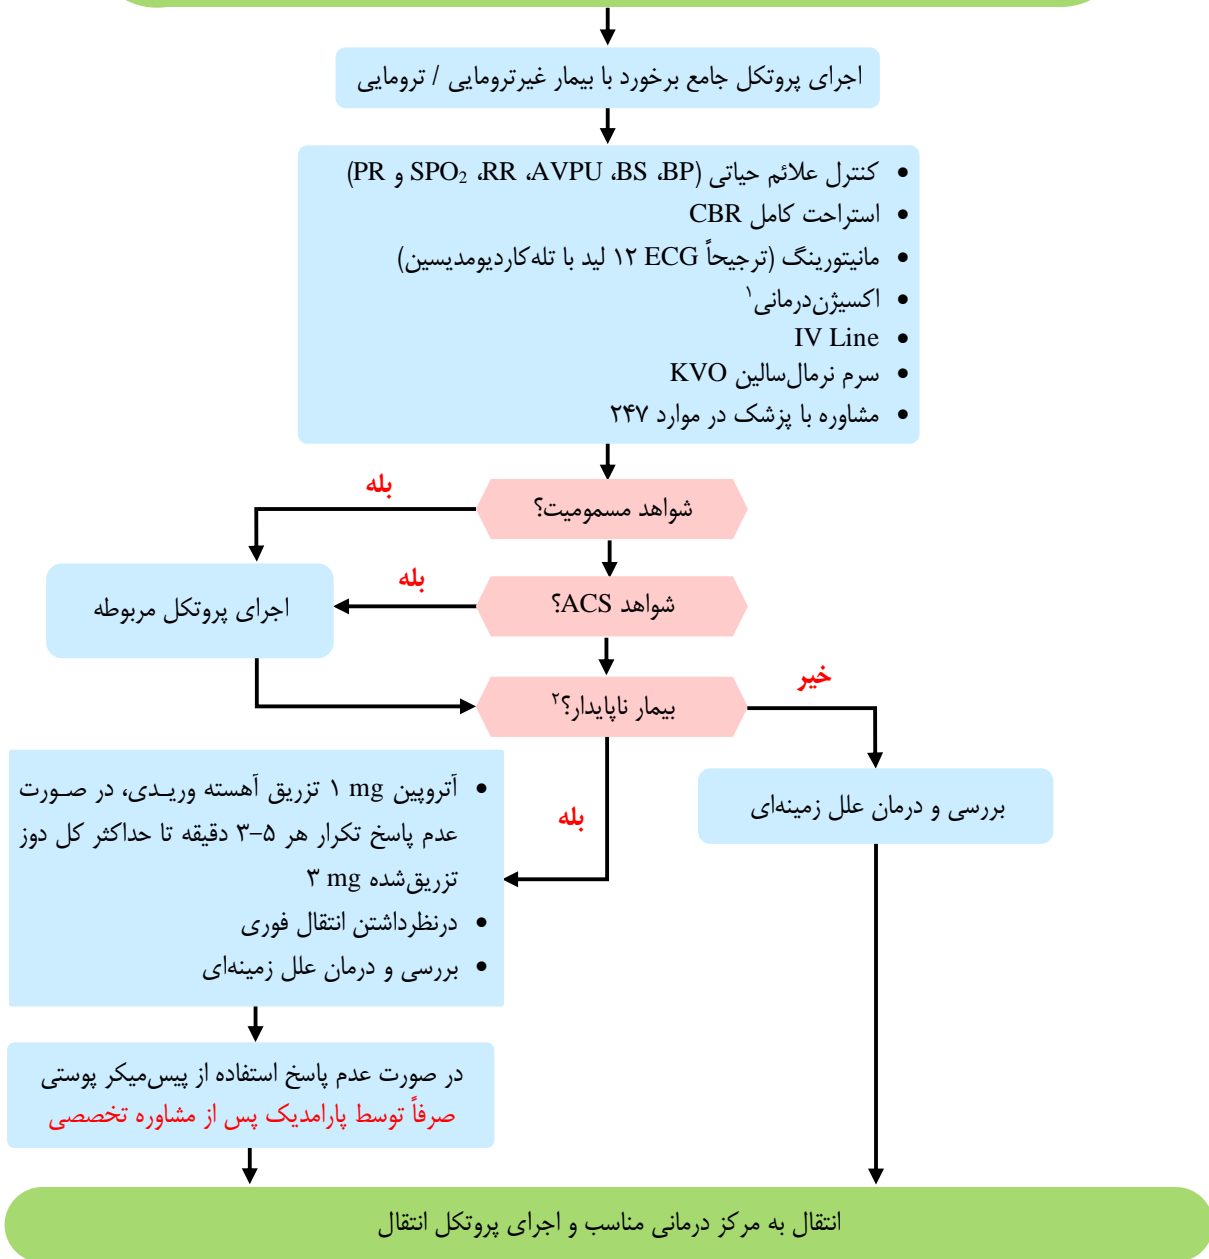 اجرای پروتکل جامع برخورد با بیمار غیرترومایی / ترومایی
• کنترل علائم حیاتی (BP، BS، AVPU، RR، SPO₂ و PR)
• استراحت کامل CBR
• مانیتورینگ (ترجیحاً ECG ۱۲ لید با تله‌کاردیومدیسین)
• اکسیژن‌درمانی۱
• IV Line
• سرم نرمال‌سالین KVO
• مشاوره با پزشک در موارد ۲۴۷
شواهد مسمومیت؟
بله
شواهد ACS؟
بله
اجرای پروتکل مربوطه
بیمار ناپایدار؟۲
خیر
بله
بررسی و درمان علل زمینه‌ای
• آتروپین ۱ mg تزریق آهسته وریـدی، در صـورت
عدم پاسخ تکرار هر ۵–۳ دقیقه تا حداکثر کل دوز
تزریق‌شده ۳ mg
• درنظرداشتن انتقال فوری
• بررسی و درمان علل زمینه‌ای
در صورت عدم پاسخ استفاده از پیس‌میکر پوستی
صرفاً توسط پارامدیک پس از مشاوره تخصصی
انتقال به مرکز درمانی مناسب و اجرای پروتکل انتقال